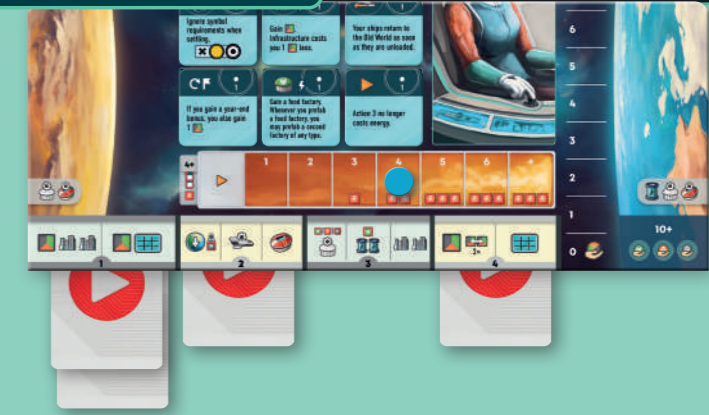 Ignore symbol
requirements when
settling.
Gain
Infrastructure costs
you 1 less.
Your ships return to
the Old World as soon
as they are unloaded.
If you gain a year-end
bonus, you also gain
1
Gain a food factory.
Whenever you prefab
a food factory, you
may prefab a second
factory of any type.
Action 3 no longer
costs energy.
4+
1 2 3 4 5 6 +
6
5
4
3
2
1
0
10+
1 2 3 4
2x